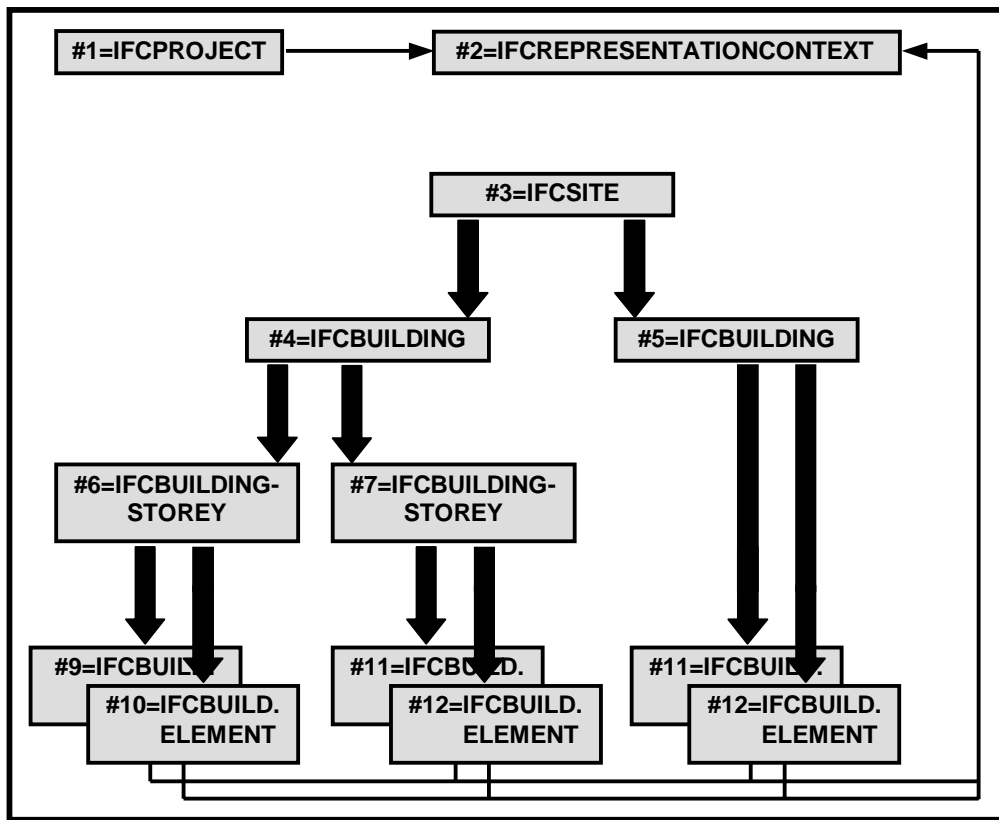 #1=IFCPROJECT
#2=IFCREPRESENTATIONCONTEXT
#3=IFCSITE
#4=IFCBUILDING
#5=IFCBUILDING
#6=IFCBUILDING-
STOREY
#7=IFCBUILDING-
STOREY
#11=IFCBUILD.
#11=IFCBUILD.
#10=IFCBUILD.
ELEMENT
#12=IFCBUILD.
ELEMENT
#12=IFCBUILD.
ELEMENT